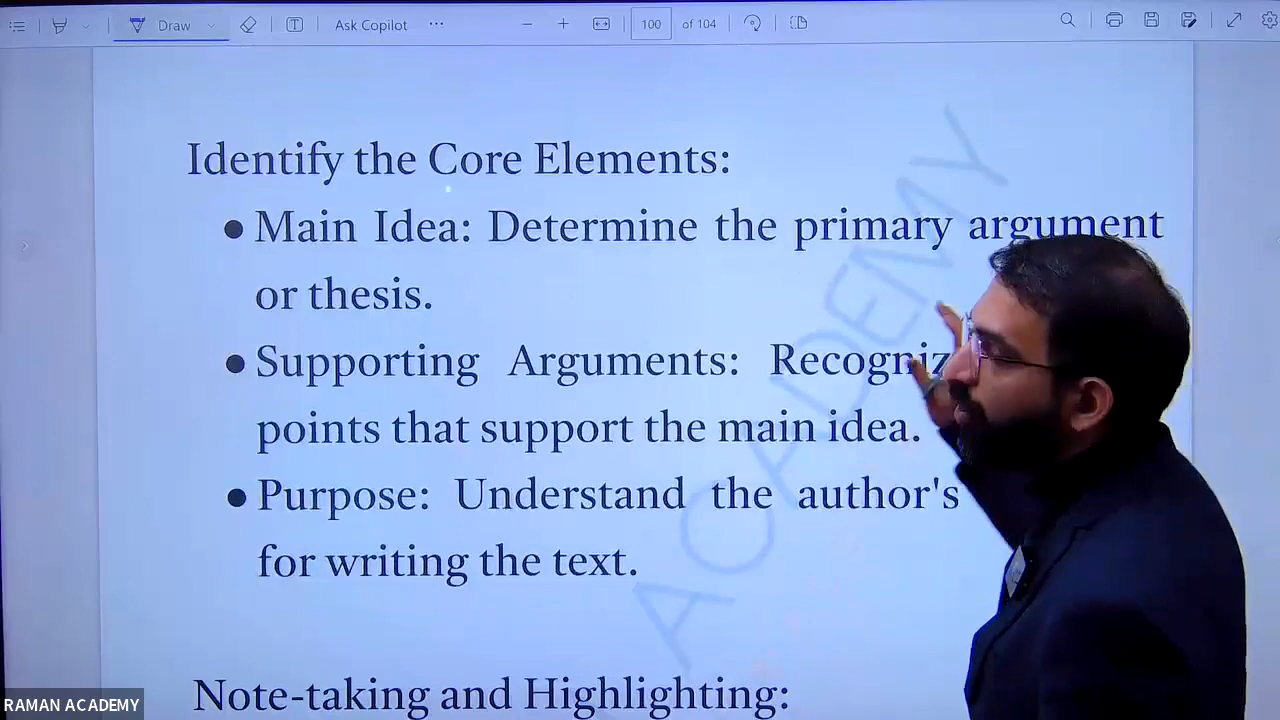 Draw
Ask Copilot
100 of 104
Identify the Core Elements:
● Main Idea: Determine the primary argument
or thesis.
● Supporting Arguments:
points that support the main idea.
● Purpose: Understand the author's
for writing the text.
Note-taking and Highlighting:
ACADEMY
RAMAN ACADEMY